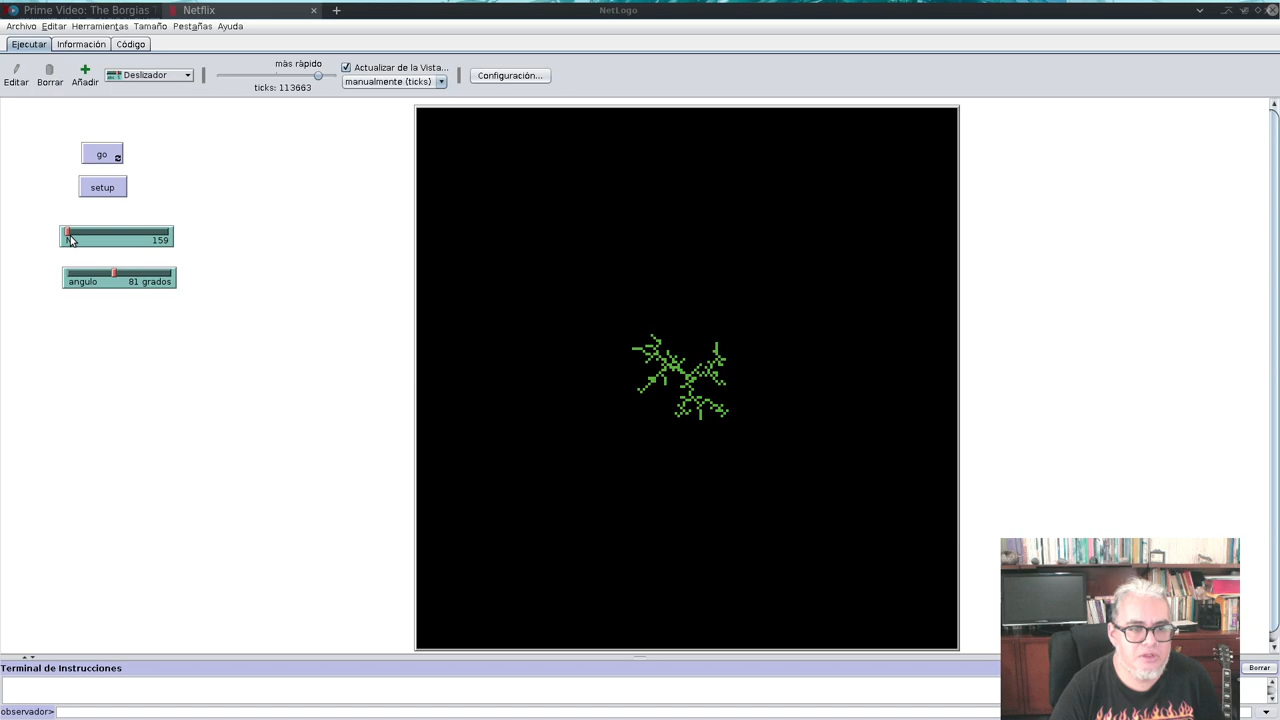 Prime Video: The Borgias
Netflix
NetLogo
Archivo Editar Herramientas Tamaño Pestañas Ayuda
Ejecutar Información Código
más rápido
Actualizar de la Vista...
Editar Borrar Añadir
Deslizador
manualmente (ticks)
Configuración...
ticks: 113663
go
setup
N 159
angulo 81 grados
Terminal de Instrucciones
Borrar
observador>